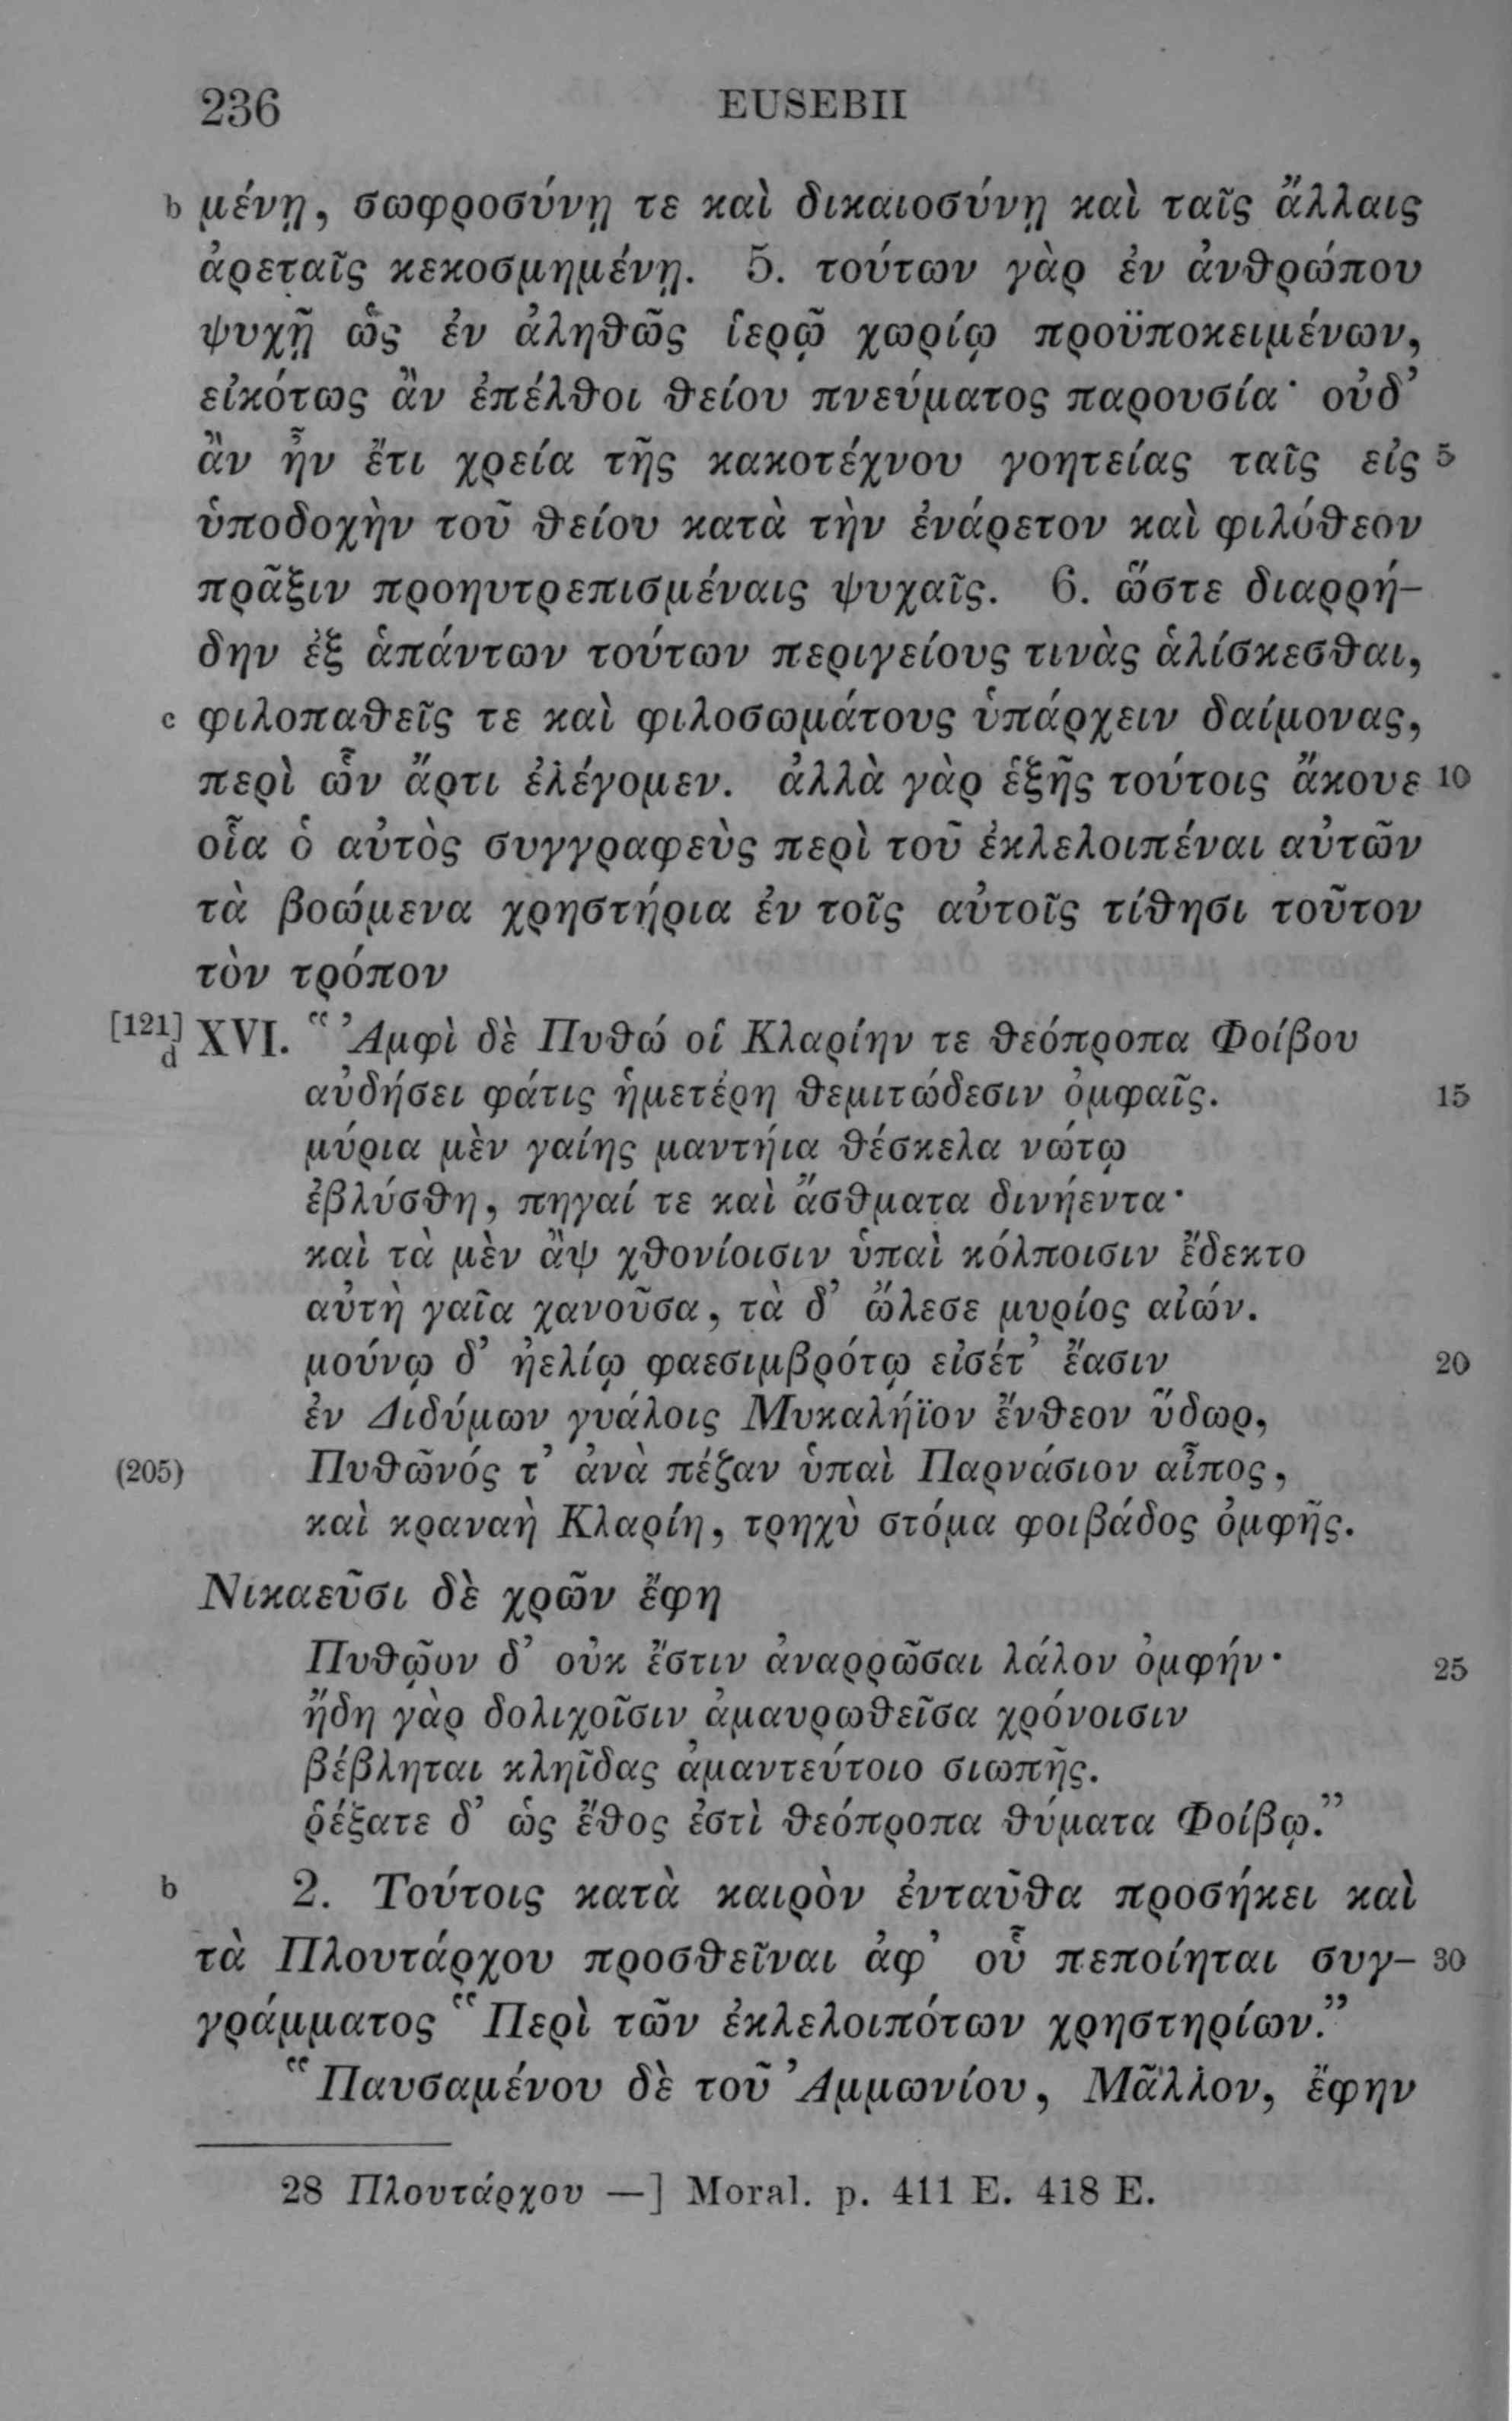 236 EUSEBII
b μένῃ, σωφροσύνῃ τε καὶ δικαιοσύνῃ καὶ ταῖς ἄλλαις
ἀρεταῖς κεκοσμημένῃ. 5. τούτων γὰρ ἐν ἀνθρώπου
ψυχῇ ὡς ἐν ἀληθῶς ἱερῷ χωρίῳ προϋποκειμένων,
εἰκότως ἂν ἐπέλθοι θείου πνεύματος παρουσία· οὐδ’
ἂν ἦν ἔτι χρεία τῆς κακοτέχνου γοητείας ταῖς εἰς 5
ὑποδοχὴν τοῦ θείου κατὰ τὴν ἐνάρετον καὶ φιλόθεον
πρᾶξιν προηυτρεπισμέναις ψυχαῖς. 6. ὥστε διαρρή-
δην ἐξ ἁπάντων τούτων περιγείους τινὰς ἁλίσκεσθαι,
c φιλοπαθεῖς τε καὶ φιλοσωμάτους ὑπάρχειν δαίμονας,
περὶ ὧν ἄρτι ἐλέγομεν. ἀλλὰ γὰρ ἑξῆς τούτοις ἄκουε 10
οἷα ὁ αὐτὸς συγγραφεὺς περὶ τοῦ ἐκλελοιπέναι αὐτῶν
τὰ βοώμενα χρηστήρια ἐν τοῖς αὐτοῖς τίθησι τοῦτον
τὸν τρόπον
[121] d XVI. “Ἀμφὶ δὲ Πυθώ οἱ Κλαρίην τε θεόπροπα Φοίβου
αὐδήσει φάτις ἡμετέρη θεμιτώδεσιν ὀμφαῖς. 15
μύρια μὲν γαίης μαντήια θέσκελα νώτῳ
ἐβλύσθη, πηγαί τε καὶ ἄσθματα δινήεντα·
καὶ τὰ μὲν ἂψ χθονίοισιν ὑπαὶ κόλποισιν ἔδεκτο
αὐτὴ γαῖα χανοῦσα, τὰ δ’ ὤλεσε μυρίος αἰών.
μούνῳ δ’ ἠελίῳ φαεσιμβρότῳ εἰσέτ’ ἔασιν 20
ἐν Διδύμων γυάλοις Μυκαλήϊον ἔνθεον ὕδωρ,
(205) Πυθῶνός τ’ ἀνὰ πέζαν ὑπαὶ Παρνάσιον αἶπος,
καὶ κραναὴ Κλαρίη, τρηχὺ στόμα φοιβάδος ὀμφῆς.
Νικαεῦσι δὲ χρῶν ἔφη
Πυθῷον δ’ οὐκ ἔστιν ἀναρρῶσαι λάλον ὀμφήν· 25
ἤδη γὰρ δολιχοῖσιν ἀμαυρωθεῖσα χρόνοισιν
βέβληται κληῖδας ἀμαντεύτοιο σιωπῆς.
ῥέξατε δ’ ὡς ἔθος ἐστὶ θεόπροπα θύματα Φοίβῳ.”
b 2. Τούτοις κατὰ καιρὸν ἐνταῦθα προσήκει καὶ
τὰ Πλουτάρχου προσθεῖναι ἀφ’ οὗ πεποίηται συγ- 30
γράμματος “Περὶ τῶν ἐκλελοιπότων χρηστηρίων.”
“Παυσαμένου δὲ τοῦ Ἀμμωνίου, Μᾶλλον, ἔφην
28 Πλουτάρχου —] Moral. p. 411 E. 418 E.